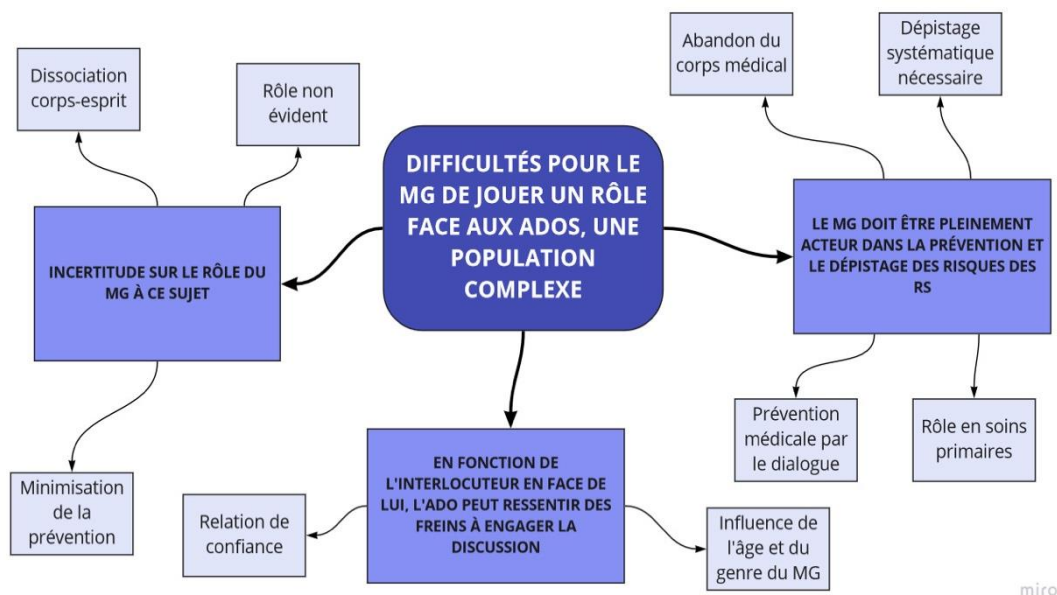 Dissociation
corps-esprit
Rôle non
évident
Abandon du
corps médical
Dépistage
systématique
nécessaire
DIFFICULTÉS POUR LE
MG DE JOUER UN RÔLE
FACE AUX ADOS, UNE
POPULATION
COMPLEXE
INCERTITUDE SUR LE RÔLE DU
MG À CE SUJET
LE MG DOIT ÊTRE PLEINEMENT
ACTEUR DANS LA PRÉVENTION ET
LE DÉPISTAGE DES RISQUES DES
RS
Minimisation
de la
prévention
Relation de
confiance
EN FONCTION DE
L'INTERLOCUTEUR EN FACE DE
LUI, L'ADO PEUT RESSENTIR DES
FREINS À ENGAGER LA
DISCUSSION
Influence de
l'âge et du
genre du MG
Prévention
médicale par
le dialogue
Rôle en soins
primaires
miro